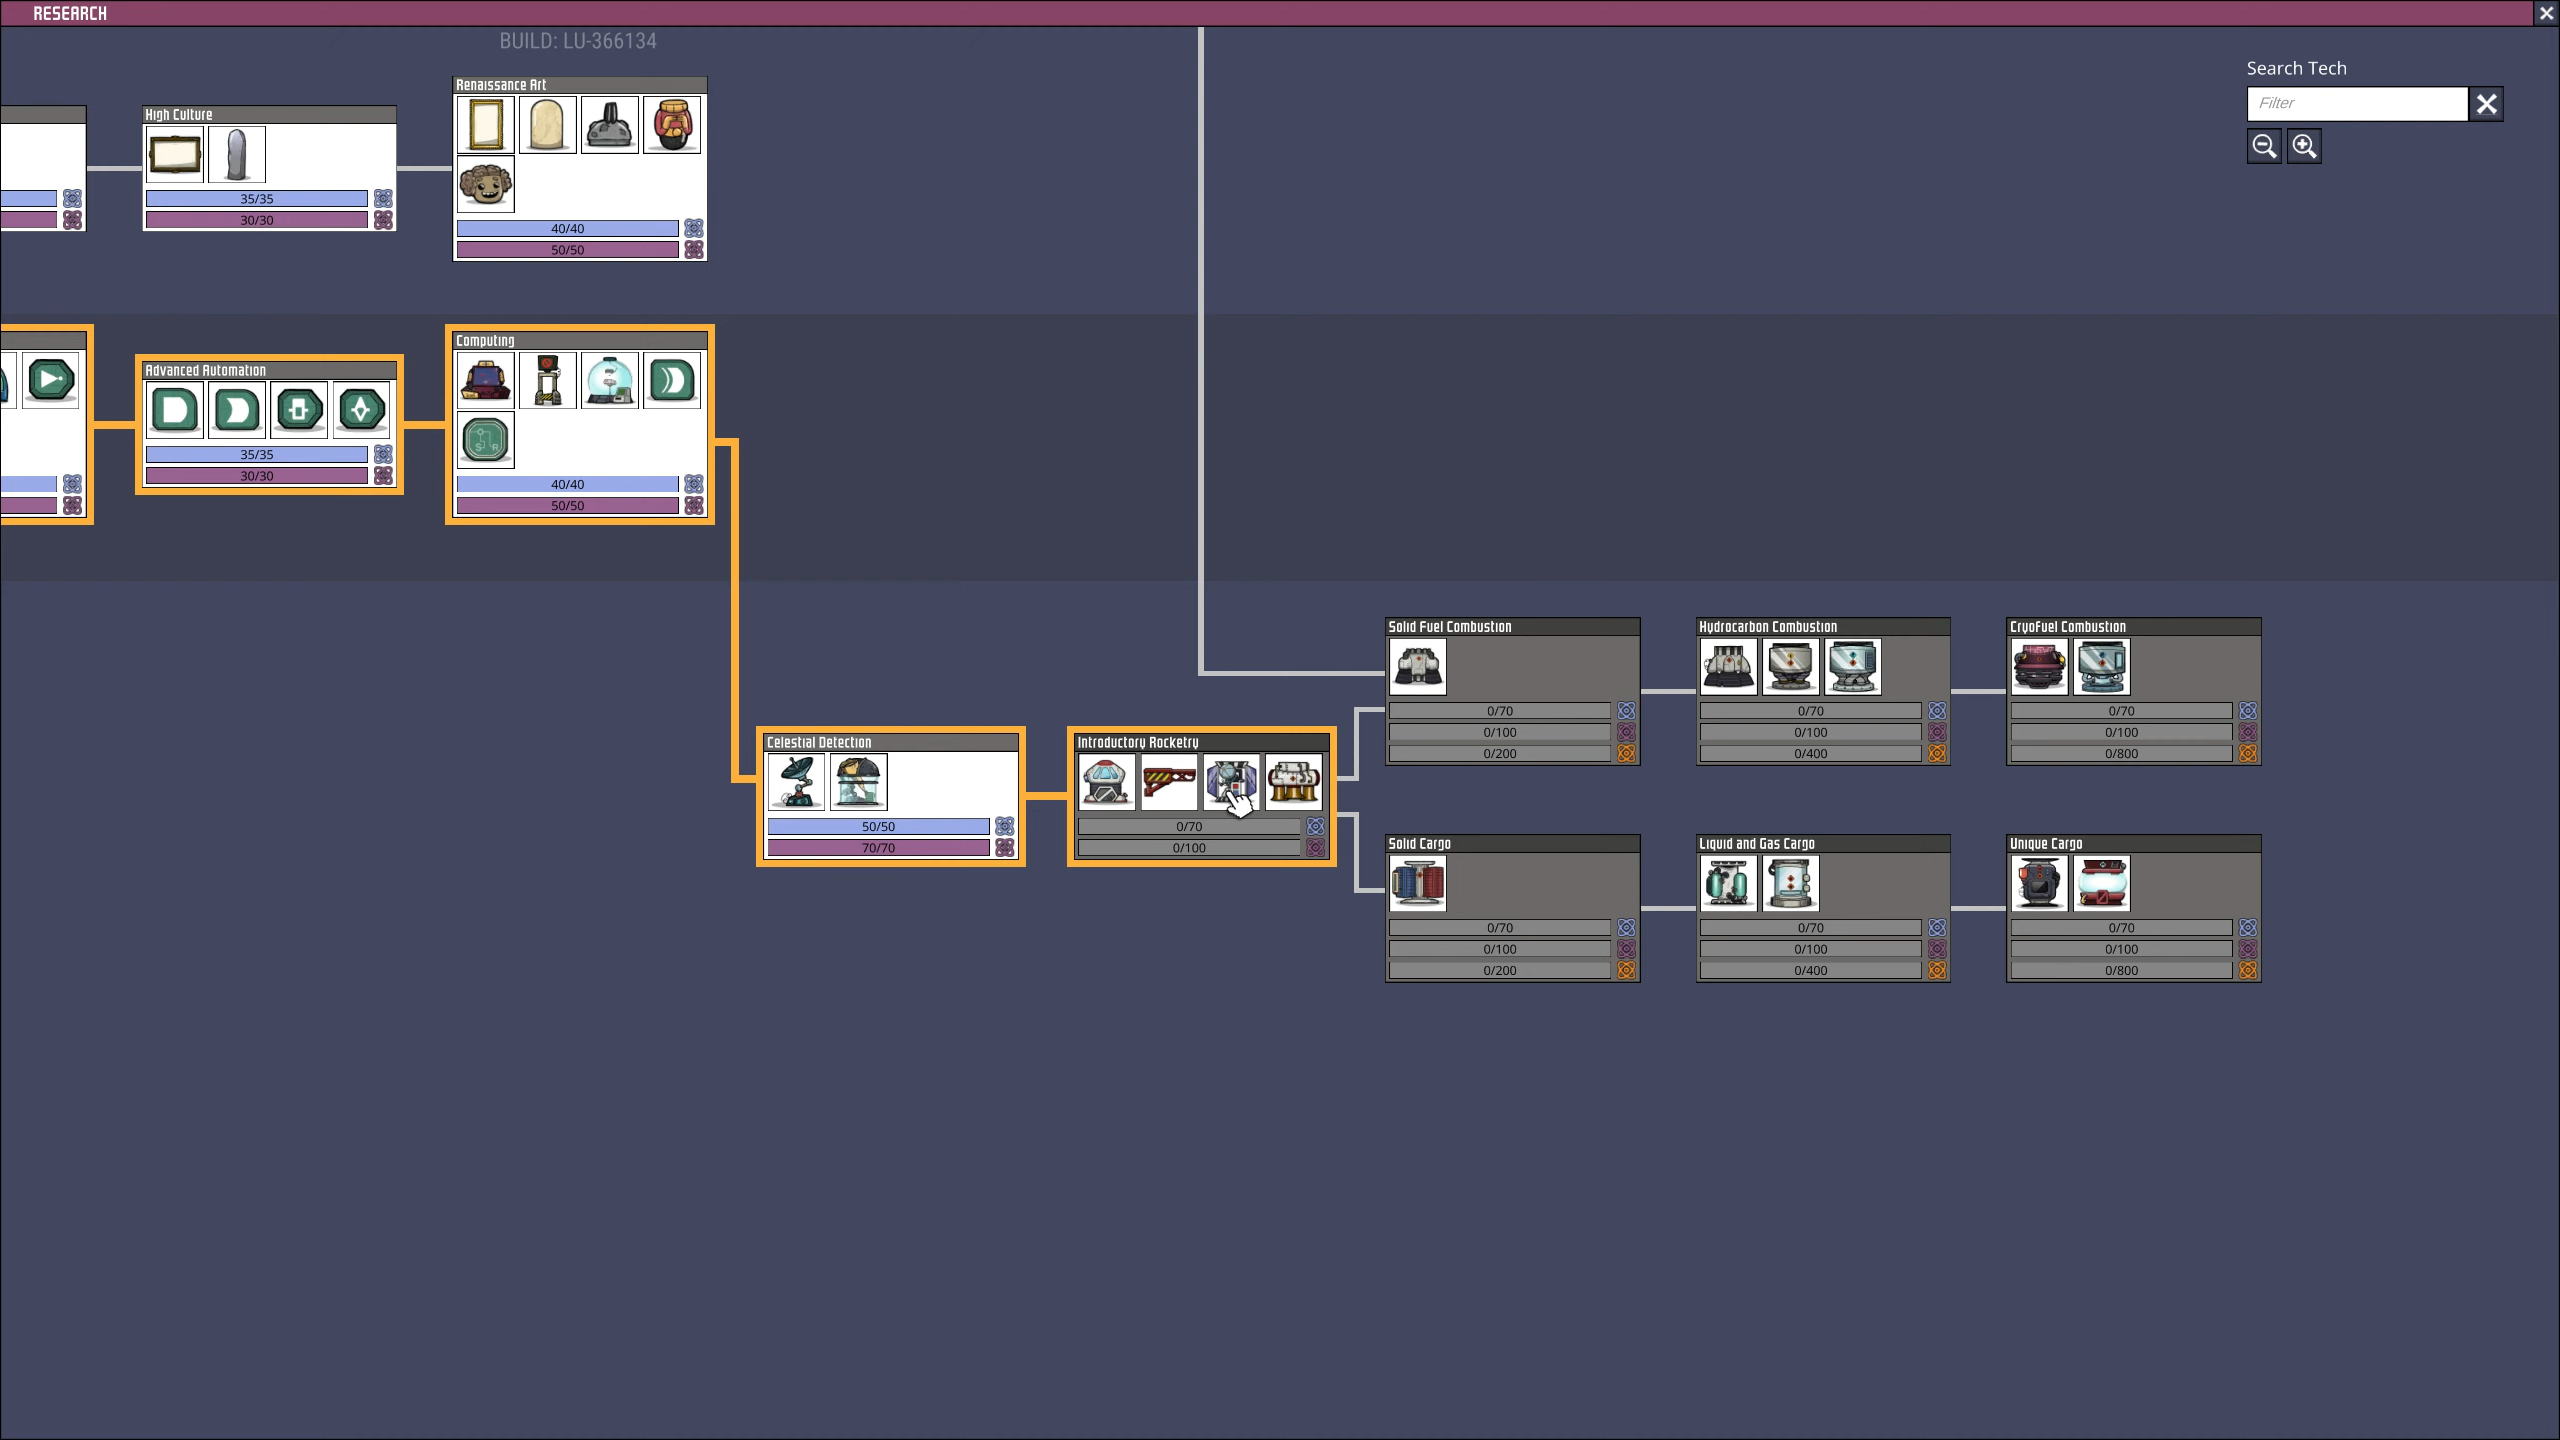 RESEARCH
BUILD: LU-366134
Search Tech
Filter
Renaissance Art
40/40
50/50
High Culture
35/35
30/30
Computing
40/40
50/50
Advanced Automation
35/35
30/30
Solid Fuel Combustion
0/70
0/100
0/200
Hydrocarbon Combustion
0/70
0/100
0/400
CryoFuel Combustion
0/70
0/100
0/800
Celestial Detection
50/50
70/70
Introductory Rocketry
0/70
0/100
Solid Cargo
0/70
0/100
0/200
Liquid and Gas Cargo
0/70
0/100
0/400
Unique Cargo
0/70
0/100
0/800